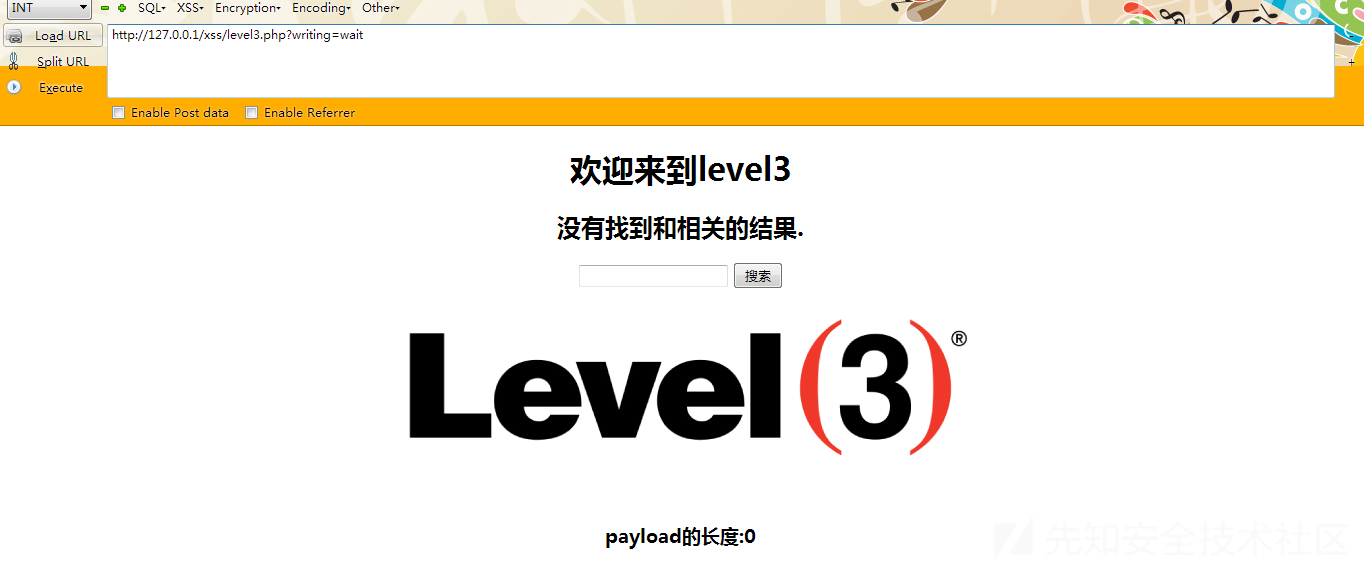 INT SQL▾ XSS▾ Encryption▾ Encoding▾ Other▾
Load URL http://127.0.0.1/xss/level3.php?writing=wait
Split URL +
Execute
Enable Post data Enable Referrer
欢迎来到level3
没有找到和相关的结果.
搜索
Level(3)®
payload的长度:0
先知安全技术社区